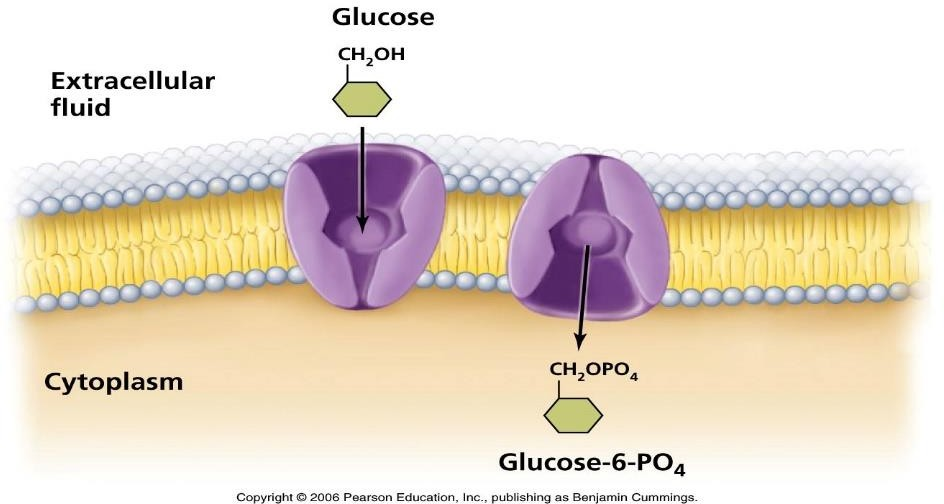 Glucose
CH₂OH
Extracellular
fluid
Cytoplasm
CH₂OPO₄
Glucose-6-PO₄
Copyright © 2006 Pearson Education, Inc., publishing as Benjamin Cummings.